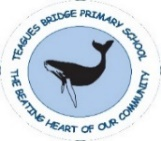 TEAGUES BRIDGE PRIMARY SCHOOL
THE BEATING HEART OF OUR COMMUNITY